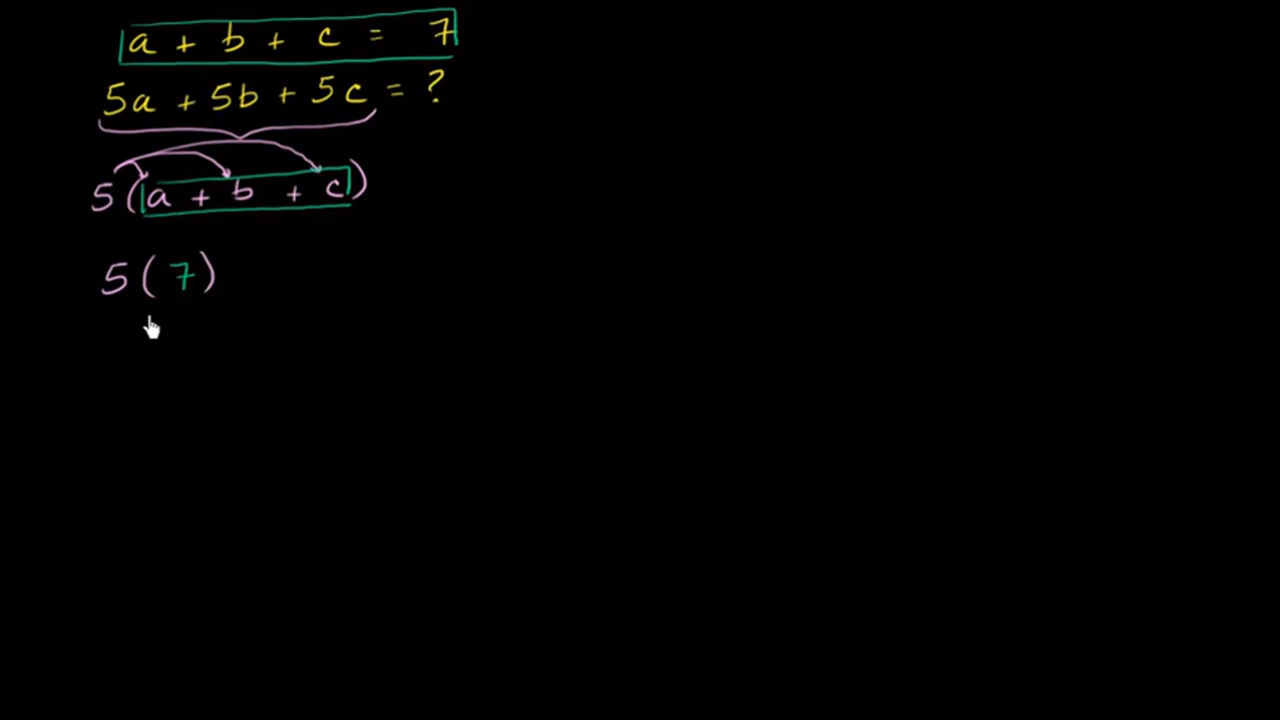 a + b + c = 7
5a + 5b + 5c = ?
5(a + b + c)
5(7)